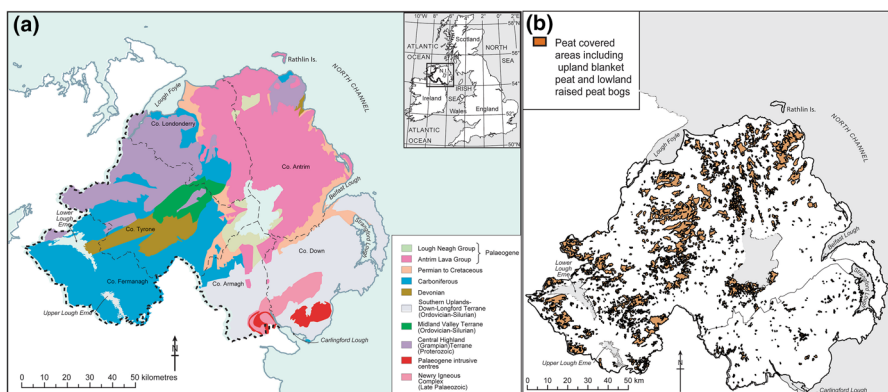 (a)
Rathlin Is.
NORTH CHANNEL
Lough Foyle
Co. Londonderry
Co. Antrim
Belfast Lough
Lower
Lough
Erne
Co. Tyrone
Co. Down
Co. Fermanagh
Co. Armagh
Upper Lough Erne
Carlingford Lough
N
0 10 20 30 40 50 kilometres
10°W
ATLANTIC
OCEAN
Scotland
NORTH
SEA
IRISH
SEA
Ireland
Wales
England
ATLANTIC
OCEAN
58°N
56°
54°
52°
50°N
Lough Neagh Group
Antrim Lava Group
Palaeogene
Permian to Cretaceous
Carboniferous
Devonian
Southern Uplands-
Down-Longford Terrane
(Ordovician-Silurian)
Midland Valley Terrane
(Ordovician-Silurian)
Central Highland
(Grampian)Terrane
(Proterozoic)
Palaeogene intrusive
centres
Newry Igneous
Complex
(Late Palaeozoic)
(b)
Peat covered
areas including
upland blanket
peat and lowland
raised peat bogs
Rathlin Is.
NORTH CHANNEL
Lough Foyle
Belfast Lough
Lower
Lough
Erne
Upper Lough Erne
Carlingford Lough
N
0 10 20 30 40 50 km